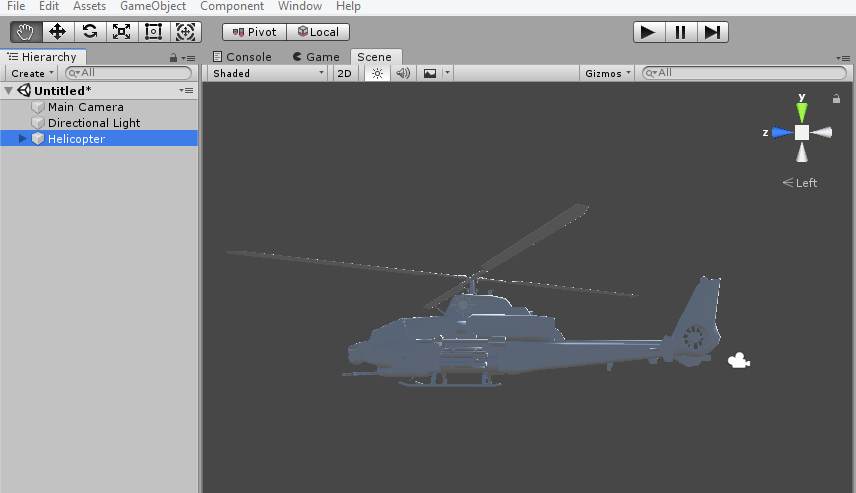 File Edit Assets GameObject Component Window Help
Pivot Local
Hierarchy
Console Game Scene
Create All
Shaded 2D Gizmos All
Untitled*
Main Camera
Directional Light
Helicopter
y
z
Left